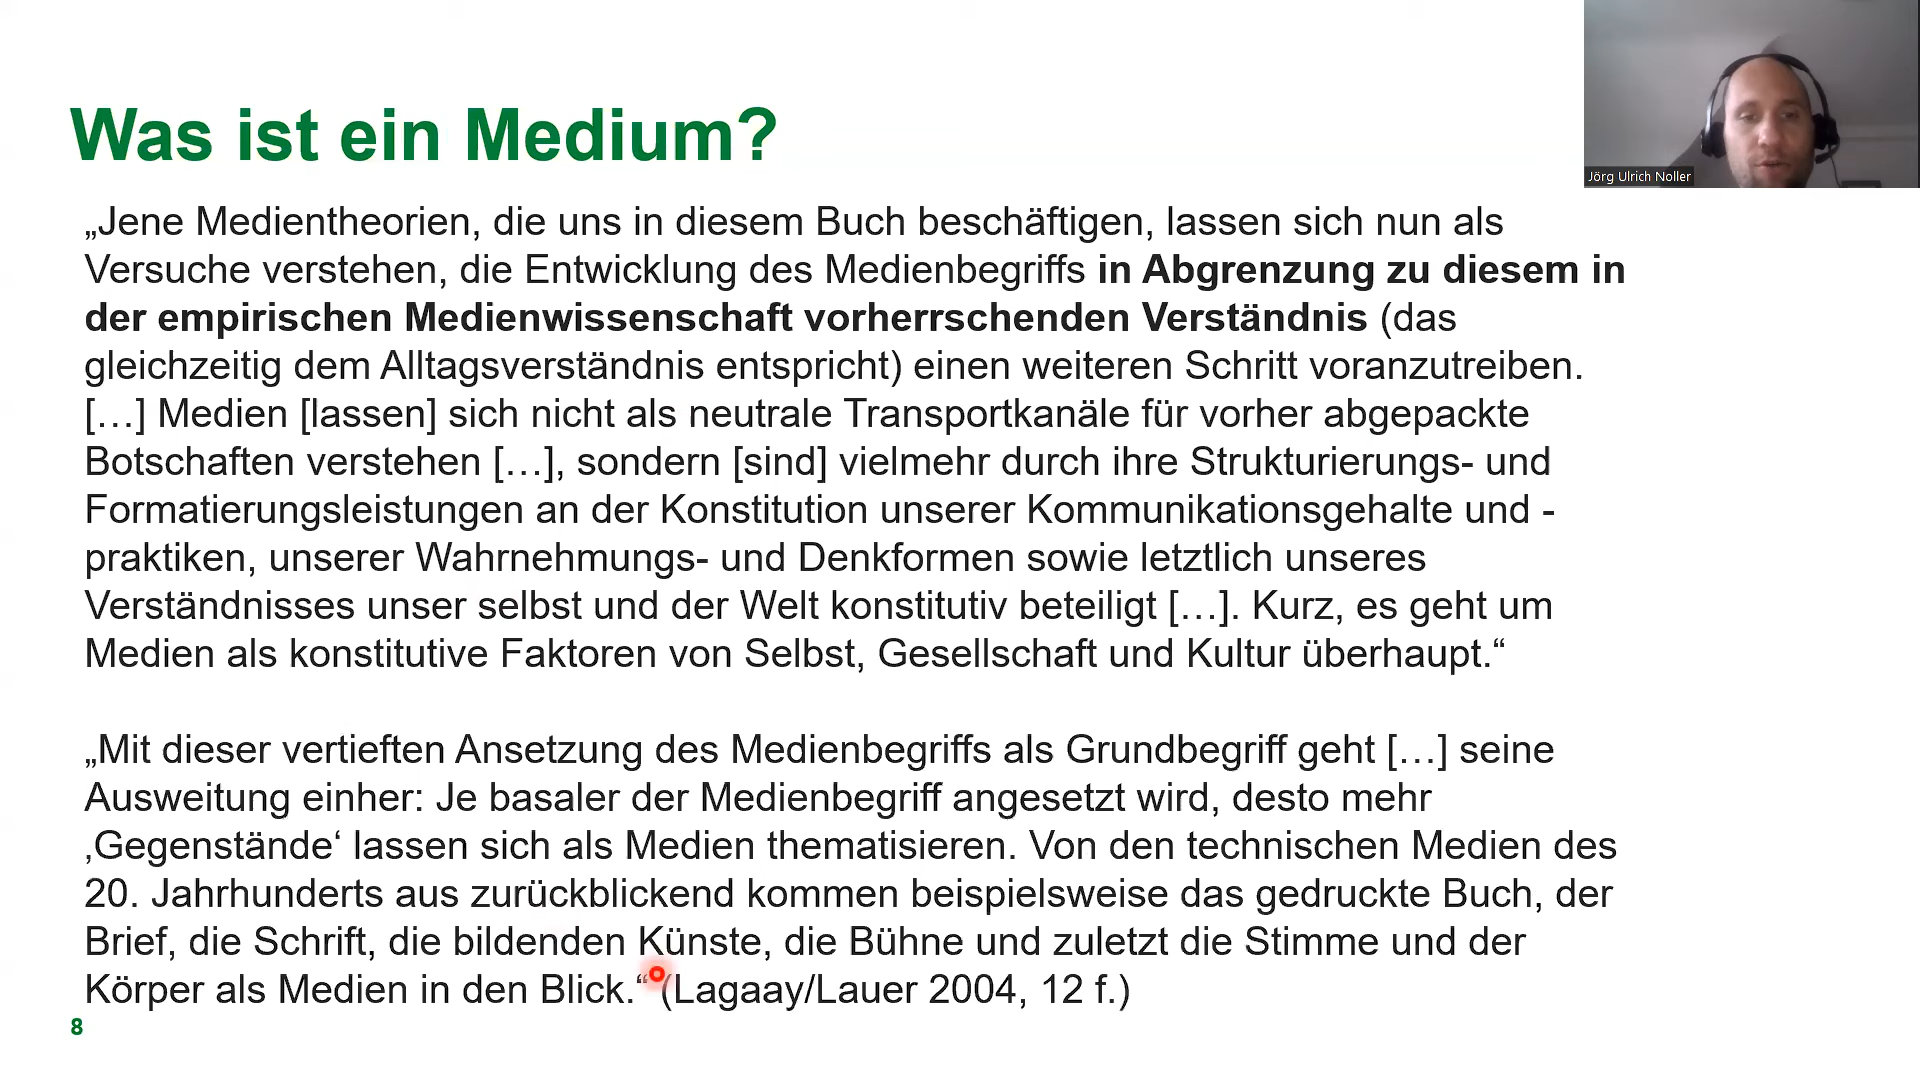 Was ist ein Medium?
Jörg Ulrich Noller
„Jene Medientheorien, die uns in diesem Buch beschäftigen, lassen sich nun als
Versuche verstehen, die Entwicklung des Medienbegriffs in Abgrenzung zu diesem in
der empirischen Medienwissenschaft vorherrschenden Verständnis (das
gleichzeitig dem Alltagsverständnis entspricht) einen weiteren Schritt voranzutreiben.
[…] Medien [lassen] sich nicht als neutrale Transportkanäle für vorher abgepackte
Botschaften verstehen […], sondern [sind] vielmehr durch ihre Strukturierungs- und
Formatierungsleistungen an der Konstitution unserer Kommunikationsgehalte und -
praktiken, unserer Wahrnehmungs- und Denkformen sowie letztlich unseres
Verständnisses unser selbst und der Welt konstitutiv beteiligt […]. Kurz, es geht um
Medien als konstitutive Faktoren von Selbst, Gesellschaft und Kultur überhaupt.“
„Mit dieser vertieften Ansetzung des Medienbegriffs als Grundbegriff geht […] seine
Ausweitung einher: Je basaler der Medienbegriff angesetzt wird, desto mehr
‚Gegenstände‘ lassen sich als Medien thematisieren. Von den technischen Medien des
20. Jahrhunderts aus zurückblickend kommen beispielsweise das gedruckte Buch, der
Brief, die Schrift, die bildenden Künste, die Bühne und zuletzt die Stimme und der
Körper als Medien in den Blick.“ (Lagaay/Lauer 2004, 12 f.)
8